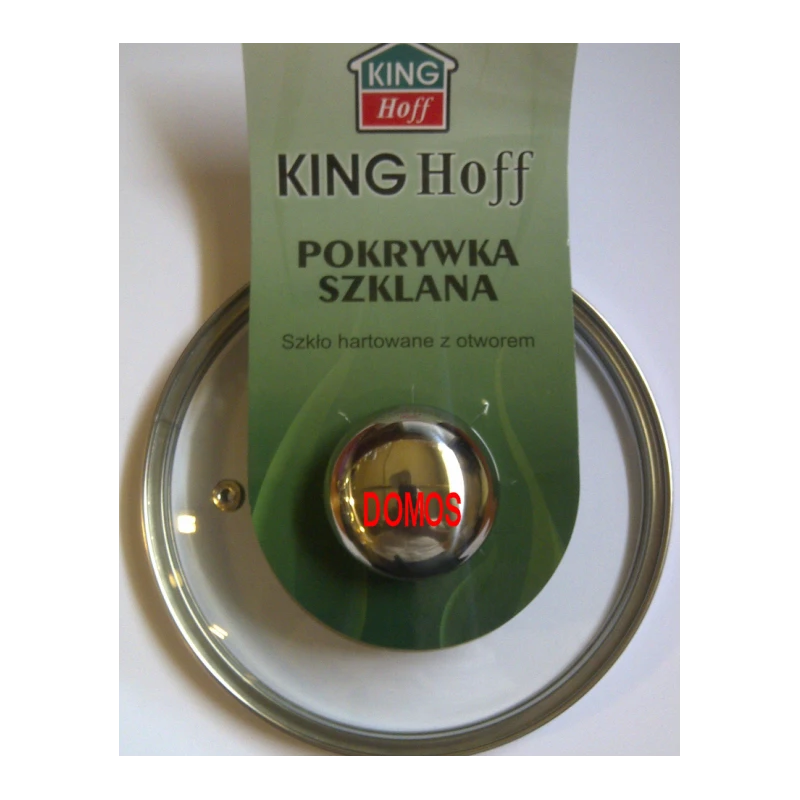 KING
Hoff
KING Hoff
POKRYWKA
SZKLANA
Szkło hartowane z otworem
DOMOS